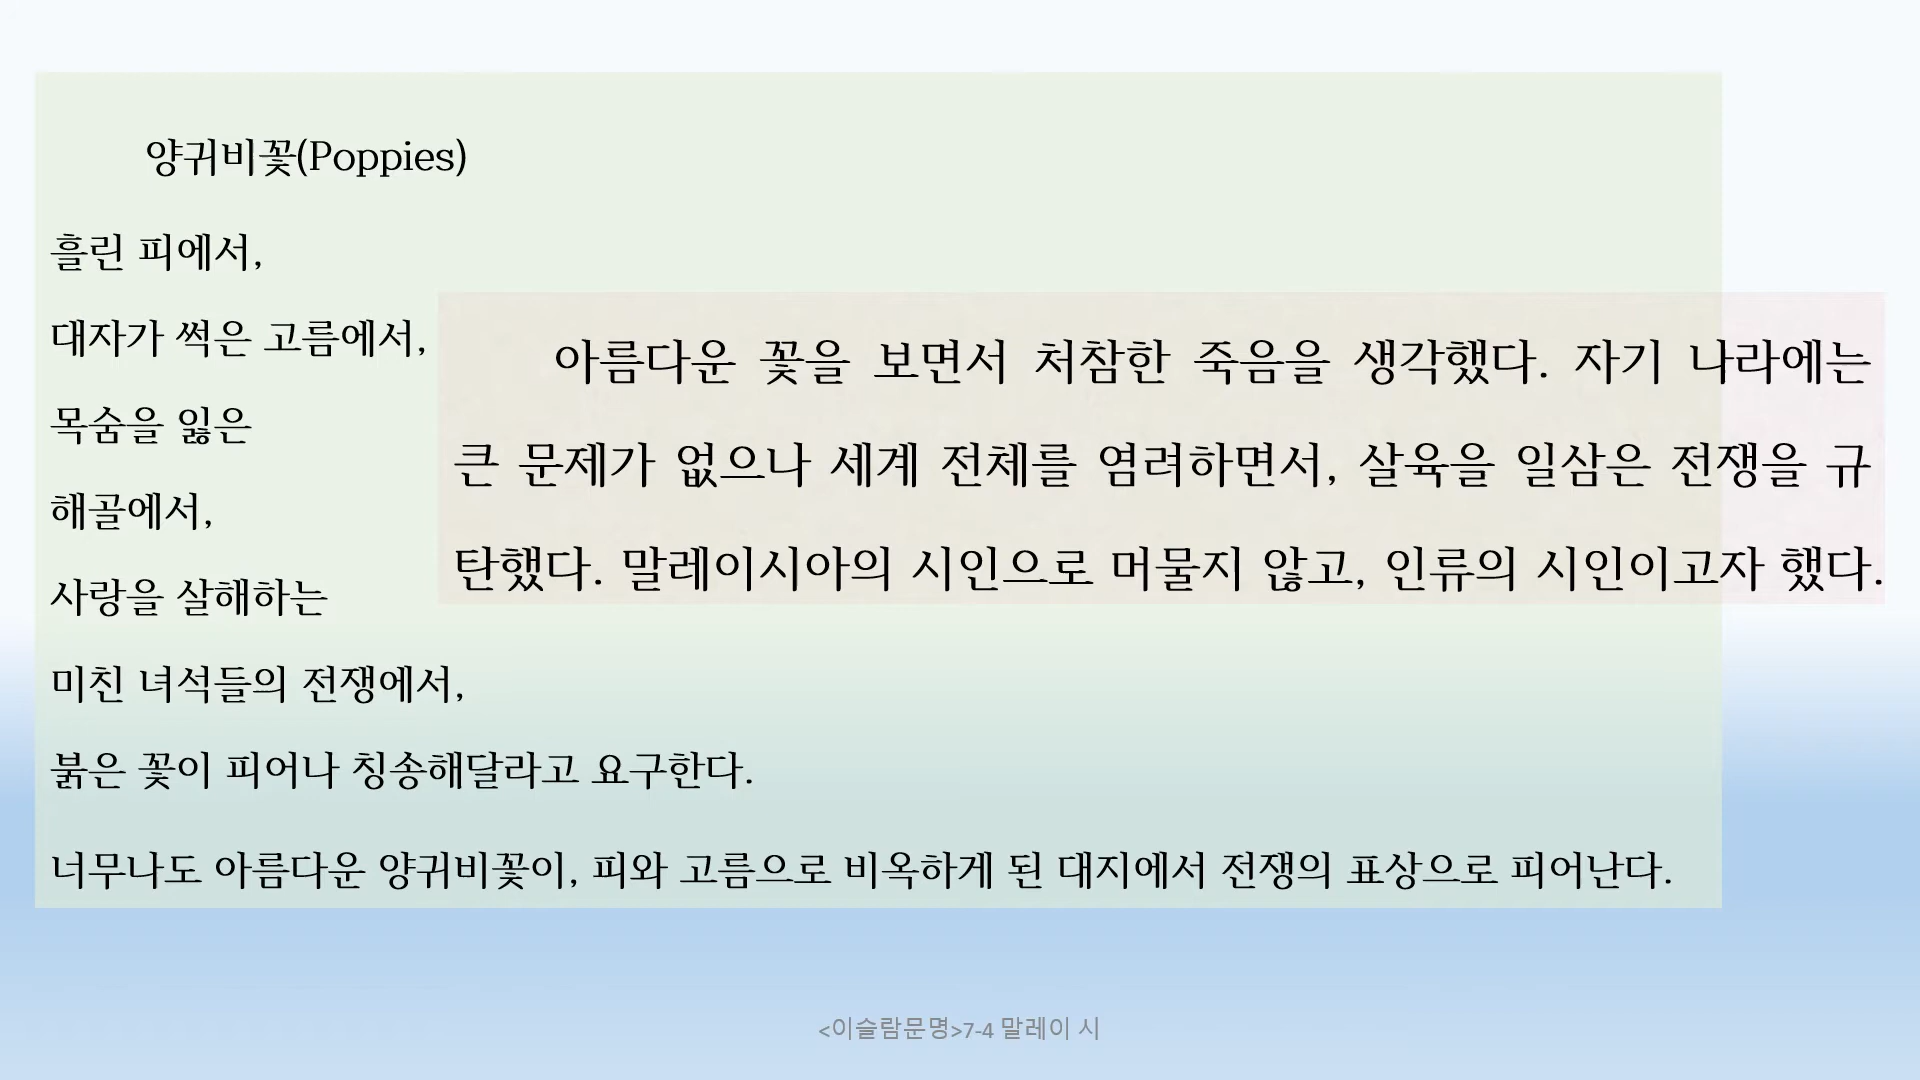 양귀비꽃(Poppies)
흘린 피에서,
대자가 썩은 고름에서,
목숨을 잃은
해골에서,
사랑을 살해하는
미친 녀석들의 전쟁에서,
붉은 꽃이 피어나 칭송해달라고 요구한다.
너무나도 아름다운 양귀비꽃이, 피와 고름으로 비옥하게 된 대지에서 전쟁의 표상으로 피어난다.
아름다운 꽃을 보면서 처참한 죽음을 생각했다. 자기 나라에는
큰 문제가 없으나 세계 전체를 염려하면서, 살육을 일삼은 전쟁을 규
탄했다. 말레이시아의 시인으로 머물지 않고, 인류의 시인이고자 했다.
<이슬람문명>7-4 말레이 시